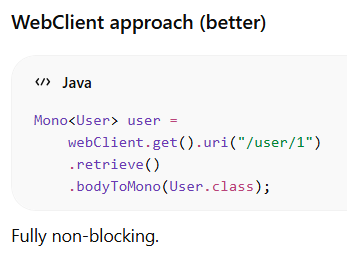 WebClient approach (better)
</> Java
Mono<User> user =
    webClient.get().uri("/user/1")
    .retrieve()
    .bodyToMono(User.class);
Fully non-blocking.